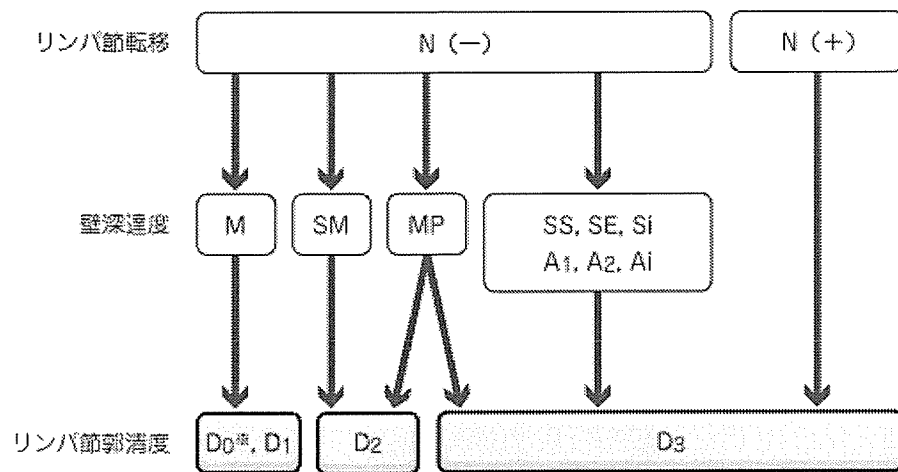 リンパ節転移
N (−)
N (+)
壁深達度
M
SM
MP
SS, SE, Si
A1, A2, Ai
リンパ節郭清度
D0※, D1
D2
D3